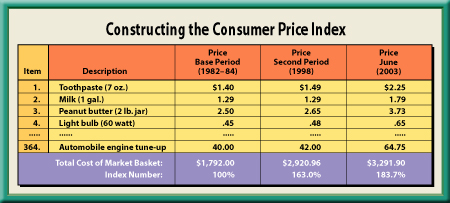 Constructing the Consumer Price Index
Item Description Price Base Period (1982–84) Price Second Period (1998) Price June (2003)
1. Toothpaste (7 oz.) $1.40 $1.49 $2.25
2. Milk (1 gal.) 1.29 1.29 1.79
3. Peanut butter (2 lb. jar) 2.50 2.65 3.73
4. Light bulb (60 watt) .45 .48 .65
..... ...... ..... ..... .....
364. Automobile engine tune-up 40.00 42.00 64.75
Total Cost of Market Basket: $1,792.00 $2,920.96 $3,291.90
Index Number: 100% 163.0% 183.7%